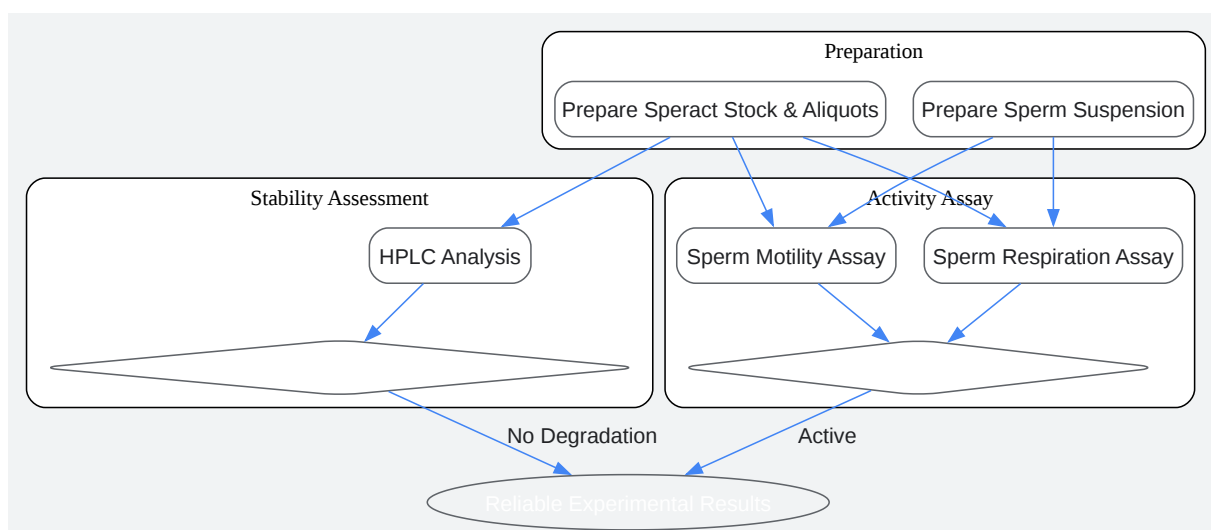 Preparation
Prepare Speract Stock & Aliquots
Prepare Sperm Suspension
Stability Assessment
Activity Assay
HPLC Analysis
Sperm Motility Assay
Sperm Respiration Assay
No Degradation
Active
Reliable Experimental Results